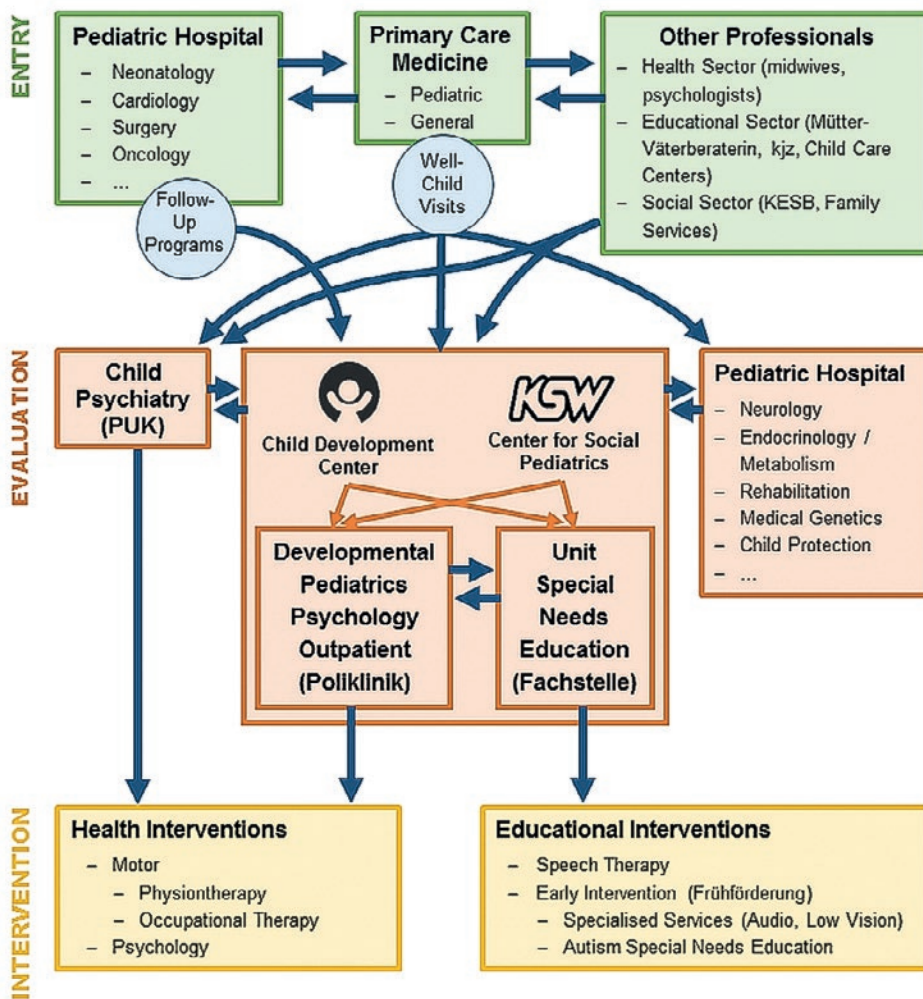 ENTRY
Pediatric Hospital
– Neonatology
– Cardiology
– Surgery
– Oncology
– ...
Follow-
Up
Programs
Primary Care
Medicine
– Pediatric
– General
Well-
Child
Visits
Other Professionals
– Health Sector (midwives,
psychologists)
– Educational Sector (Mütter-
Väterberaterin, kjz, Child Care
Centers)
– Social Sector (KESB, Family
Services)
EVALUATION
Child
Psychiatry
(PUK)
Child Development
Center
KSW
Center for Social
Pediatrics
Developmental
Pediatrics
Psychology
Outpatient
(Poliklinik)
Unit
Special
Needs
Education
(Fachstelle)
Pediatric Hospital
– Neurology
– Endocrinology /
Metabolism
– Rehabilitation
– Medical Genetics
– Child Protection
– ...
INTERVENTION
Health Interventions
– Motor
– Physiontherapy
– Occupational Therapy
– Psychology
Educational Interventions
– Speech Therapy
– Early Intervention (Frühförderung)
– Specialised Services (Audio, Low Vision)
– Autism Special Needs Education